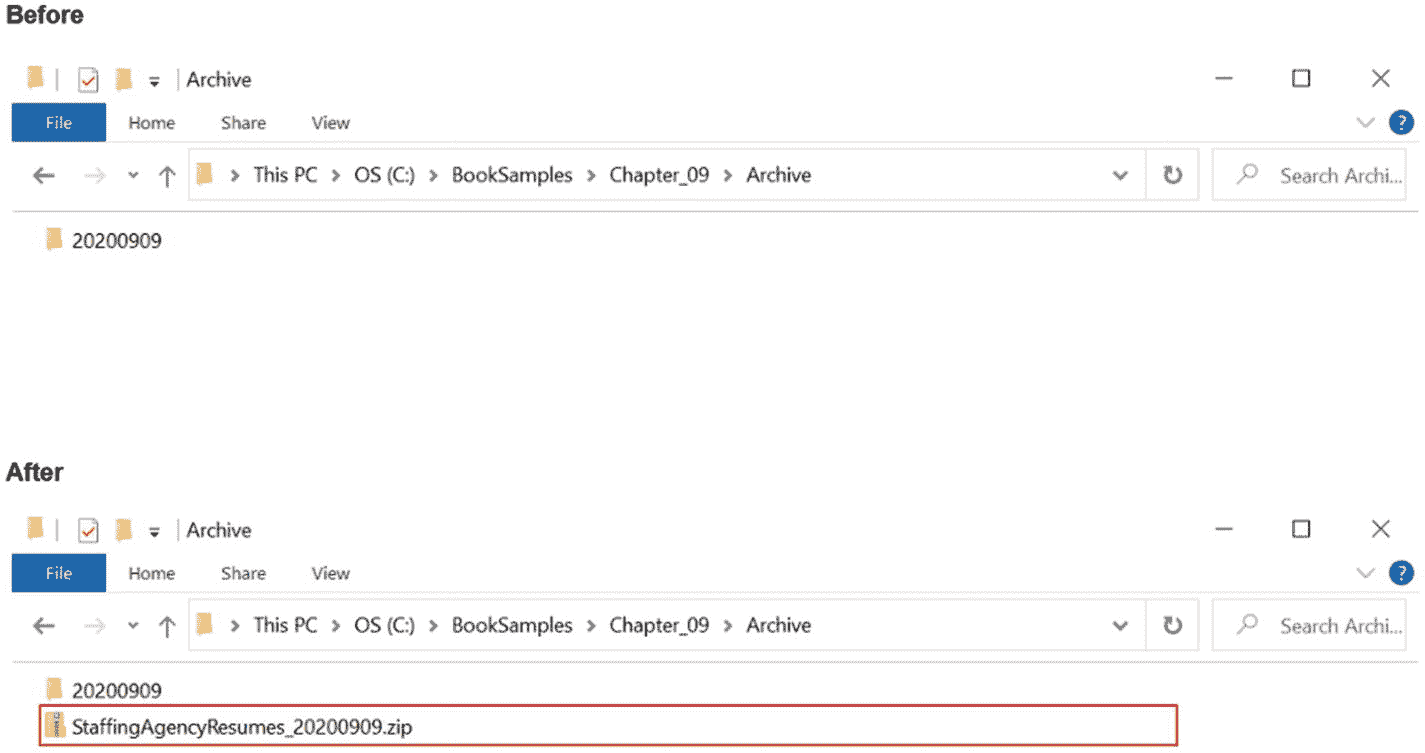 Before
Archive
File Home Share View ?
This PC > OS (C:) > BookSamples > Chapter_09 > Archive Search Archi...
20200909
After
Archive
File Home Share View ?
This PC > OS (C:) > BookSamples > Chapter_09 > Archive Search Archi...
20200909
StaffingAgencyResumes_20200909.zip